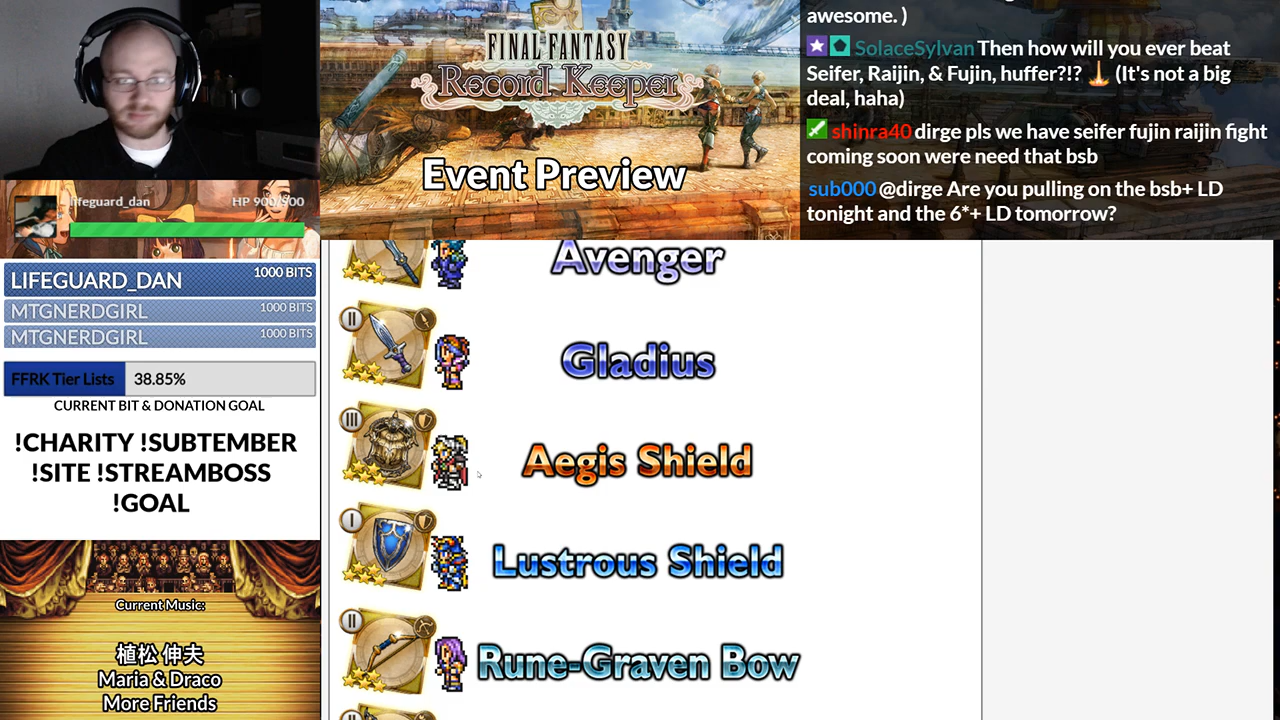 FINAL FANTASY
Record Keeper
Event Preview
awesome. )
SolaceSylvan Then how will you ever beat
Seifer, Raijin, & Fujin, huffer?!? (It's not a big
deal, haha)
shinra40 dirge pls we have seifer fujin raijin fight
coming soon were need that bsb
sub000 @dirge Are you pulling on the bsb+ LD
tonight and the 6*+ LD tomorrow?
lifeguard_dan HP 900/900
LIFEGUARD_DAN 1000 BITS
MTGNERDGIRL 1000 BITS
MTGNERDGIRL 1000 BITS
FFRK Tier Lists 38.85%
CURRENT BIT & DONATION GOAL
!CHARITY !SUBTEMBER
!SITE !STREAMBOSS
!GOAL
Current Music:
植松 伸夫
Maria & Draco
More Friends
Avenger
II Gladius
III Aegis Shield
I Lustrous Shield
II Rune-Graven Bow
II